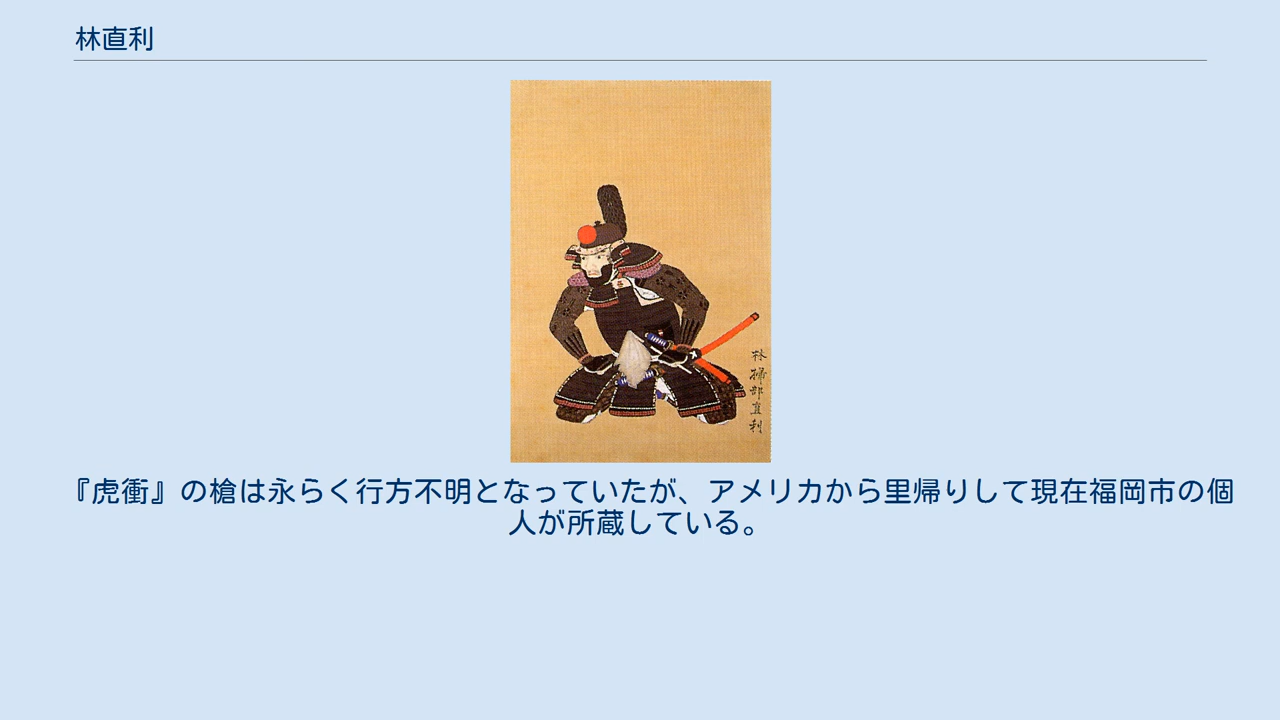 林直利
林
掃
部
直
利
『虎衝』の槍は永らく行方不明となっていたが、アメリカから里帰りして現在福岡市の個
人が所蔵している。